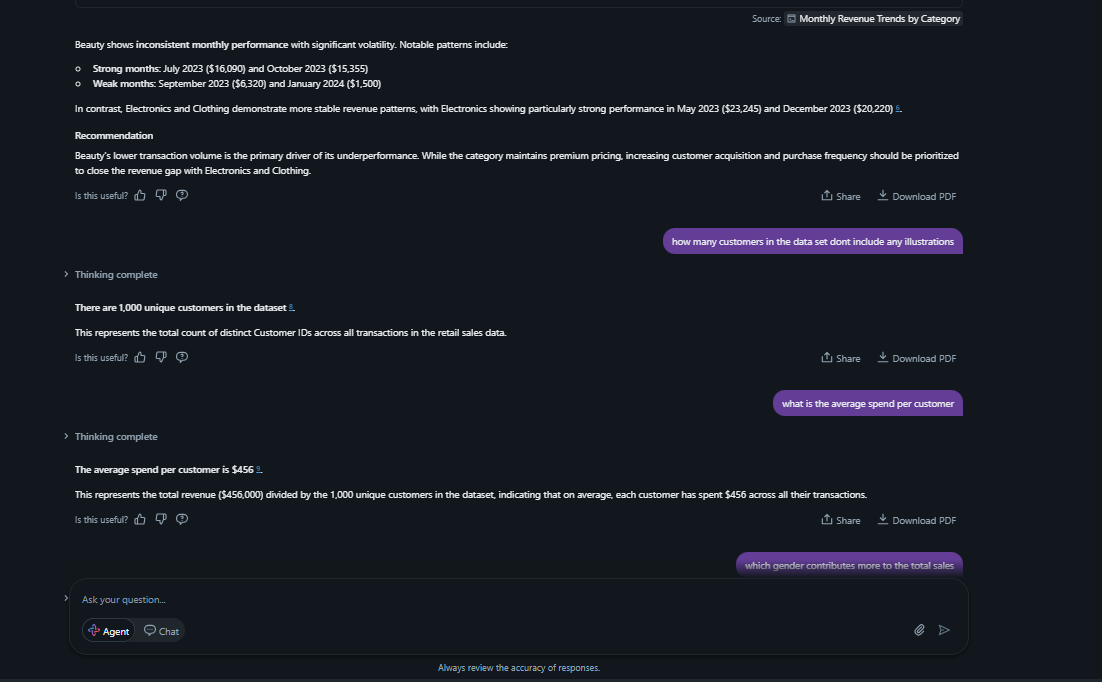 Source: Monthly Revenue Trends by Category
Beauty shows inconsistent monthly performance with significant volatility. Notable patterns include:
Strong months: July 2023 ($16,090) and October 2023 ($15,355)
Weak months: September 2023 ($6,320) and January 2024 ($1,500)
In contrast, Electronics and Clothing demonstrate more stable revenue patterns, with Electronics showing particularly strong performance in May 2023 ($23,245) and December 2023 ($20,220) 6.
Recommendation
Beauty's lower transaction volume is the primary driver of its underperformance. While the category maintains premium pricing, increasing customer acquisition and purchase frequency should be prioritized
to close the revenue gap with Electronics and Clothing.
Is this useful? Share Download PDF
how many customers in the data set dont include any illustrations
Thinking complete
There are 1,000 unique customers in the dataset 8.
This represents the total count of distinct Customer IDs across all transactions in the retail sales data.
Is this useful? Share Download PDF
what is the average spend per customer
Thinking complete
The average spend per customer is $456 9.
This represents the total revenue ($456,000) divided by the 1,000 unique customers in the dataset, indicating that on average, each customer has spent $456 across all their transactions.
Is this useful? Share Download PDF
which gender contributes more to the total sales
Ask your question...
Agent Chat
Always review the accuracy of responses.